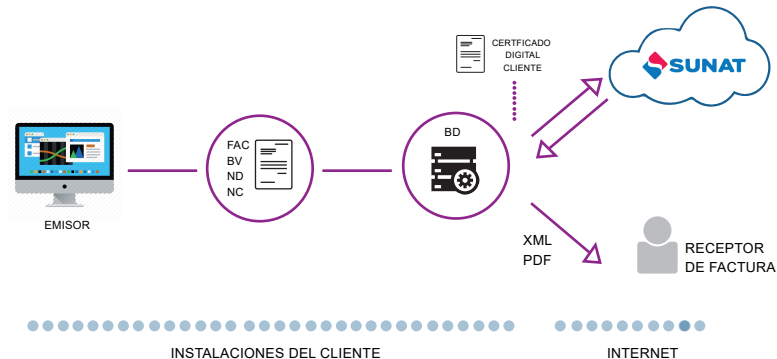 CERTFICADO
DIGITAL
CLIENTE
SUNAT
EMISOR
FAC
BV
ND
NC
BD
XML
PDF
RECEPTOR
DE FACTURA
INSTALACIONES DEL CLIENTE
INTERNET